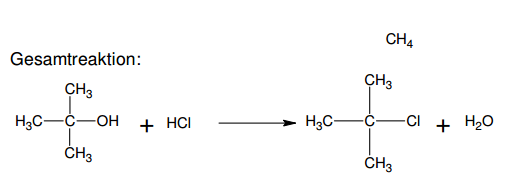 CH4
Gesamtreaktion:
CH3 CH3
H3C C OH + HCl H3C C Cl + H2O
CH3 CH3